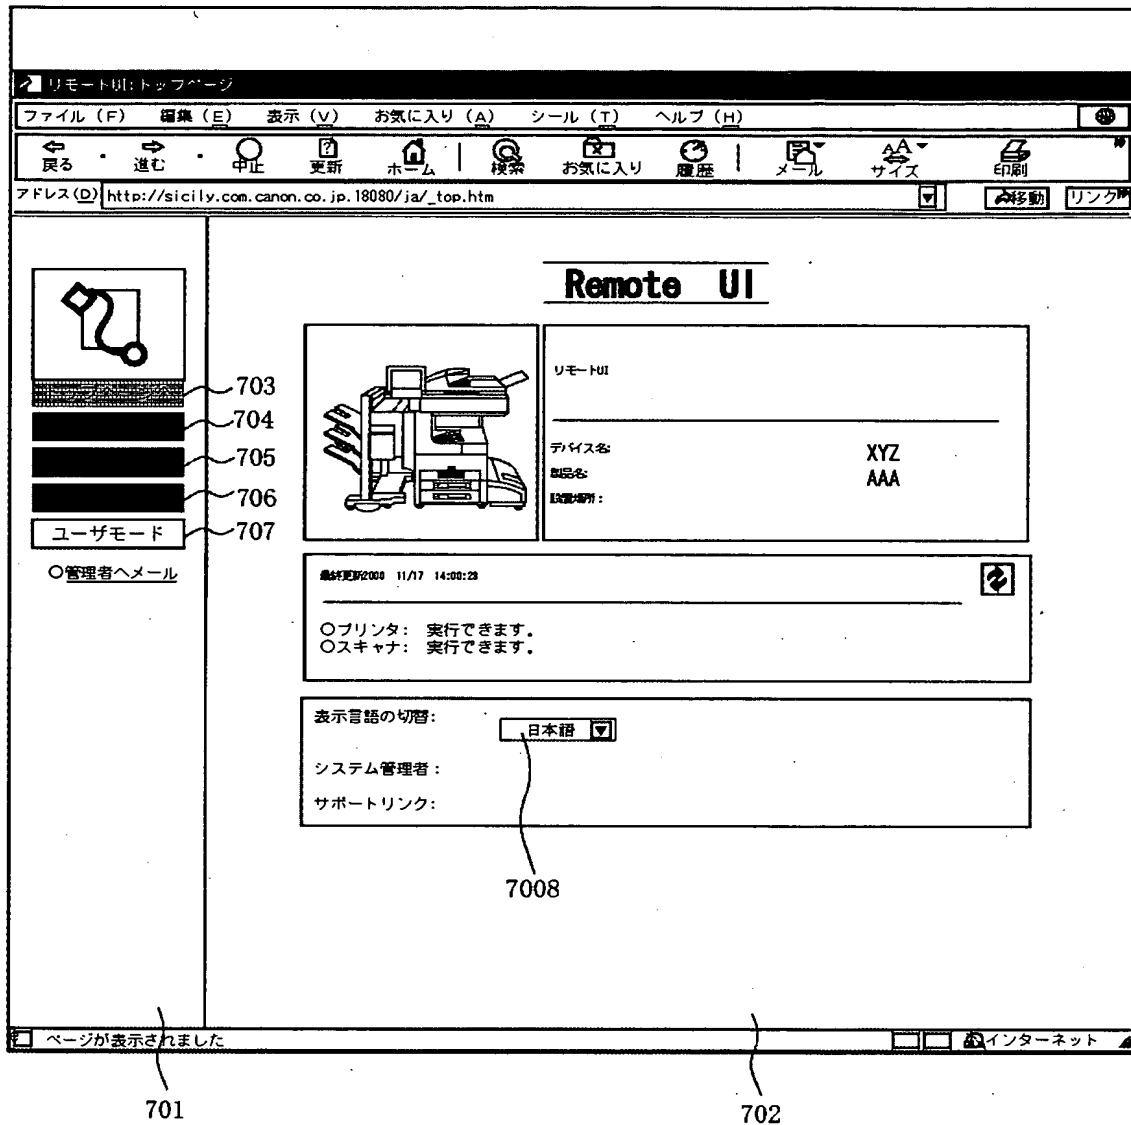 リモートUI:トップページ
ファイル (F) 編集 (E) 表示 (V) お気に入り (A) シール (T) ヘルプ (H)
戻る ・ 進む ・ 中止 更新 ホーム 検索 お気に入り 履歴 メール サイズ 印刷
アドレス(D) http://sicily.com.canon.co.jp.18080/ja/_top.htm 移動 リンク
Remote UI
リモートUI
703
704
デバイス名: XYZ
705
製品名: AAA
706
設置場所:
ユーザモード 707
○管理者へメール
最終更新2000 11/17 14:00:28
○プリンタ: 実行できます.
○スキャナ: 実行できます.
表示言語の切替: 日本語
システム管理者:
サポートリンク:
7008
ページが表示されました インターネット
701 702